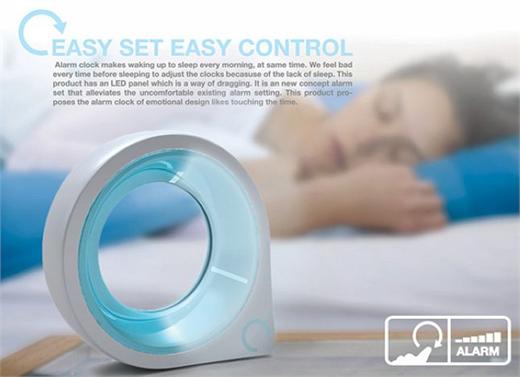 EASY SET EASY CONTROL
Alarm clock makes waking up to sleep every morning, at same time. We feel bad
every time before sleeping to adjust the clocks becasuse of the lack of sleep. This
product has an LED panel which is a way of dragging. It is an new concept alarm
set that alleviates the uncomfortable existing alarm setting. This product pro-
poses the alarm clock of emotional design likes touching the time.
ALARM